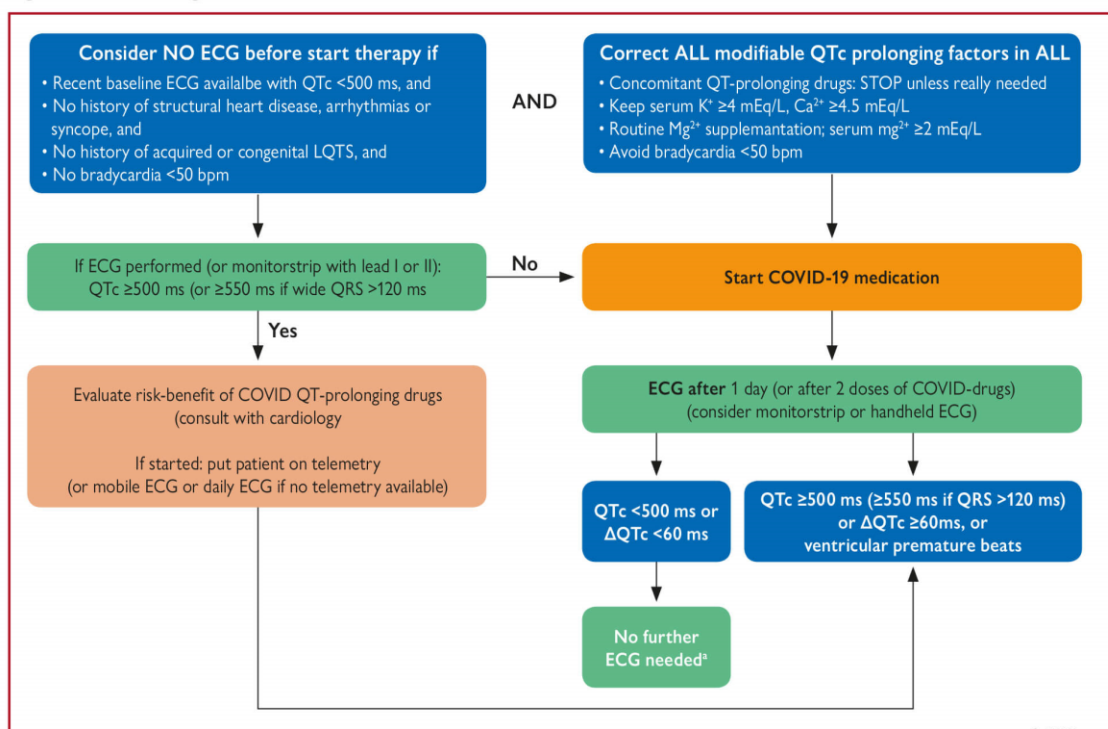 Consider NO ECG before start therapy if
• Recent baseline ECG availalbe with QTc <500 ms, and
• No history of structural heart disease, arrhythmias or
syncope, and
• No history of acquired or congenital LQTS, and
• No bradycardia <50 bpm
AND
Correct ALL modifiable QTc prolonging factors in ALL
• Concomitant QT-prolonging drugs: STOP unless really needed
• Keep serum K⁺ ≥4 mEq/L, Ca²⁺ ≥4.5 mEq/L
• Routine Mg²⁺ supplemantation; serum mg²⁺ ≥2 mEq/L
• Avoid bradycardia <50 bpm
If ECG performed (or monitorstrip with lead I or II):
QTc ≥500 ms (or ≥550 ms if wide QRS >120 ms
No
Start COVID-19 medication
Yes
Evaluate risk-benefit of COVID QT-prolonging drugs
(consult with cardiology
If started: put patient on telemetry
(or mobile ECG or daily ECG if no telemetry available)
ECG after 1 day (or after 2 doses of COVID-drugs)
(consider monitorstrip or handheld ECG)
QTc <500 ms or
ΔQTc <60 ms
QTc ≥500 ms (≥550 ms if QRS >120 ms)
or ΔQTc ≥60ms, or
ventricular premature beats
No further
ECG neededᵃ